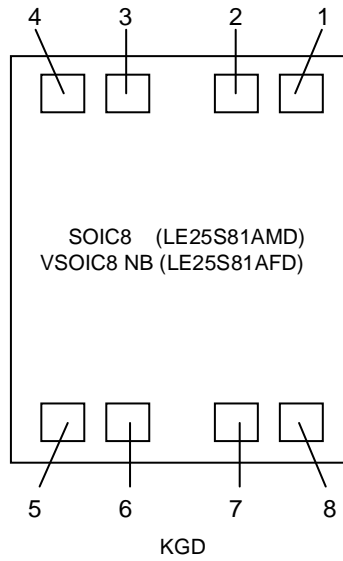 4 3 2 1
SOIC8 (LE25S81AMD)
VSOIC8 NB (LE25S81AFD)
5 6 7 8
KGD